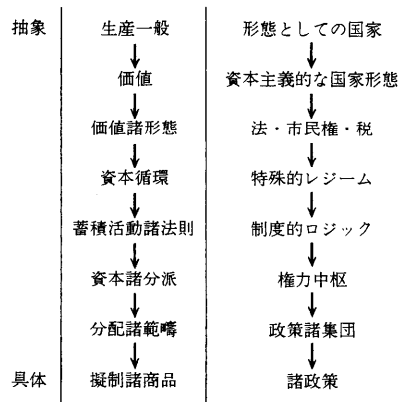 抽象 生産一般 形態としての国家
価値 資本主義的な国家形態
価値諸形態 法・市民権・税
資本循環 特殊的レジーム
蓄積活動諸法則 制度的ロジック
資本諸分派 権力中枢
分配諸範疇 政策諸集団
具体 擬制諸商品 諸政策